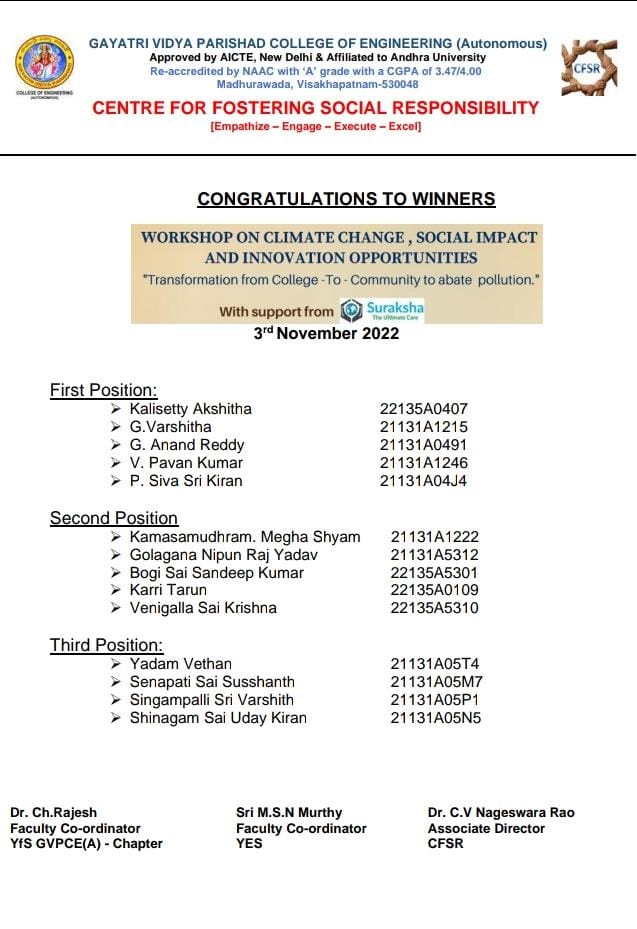 GAYATRI VIDYA PARISHAD COLLEGE OF ENGINEERING (Autonomous)
Approved by AICTE, New Delhi & Affiliated to Andhra University
Re-accredited by NAAC with ‘A’ grade with a CGPA of 3.47/4.00
Madhurawada, Visakhapatnam-530048
COLLEGE OF ENGINEERING
(AUTONOMOUS)
CFSR
CENTRE FOR FOSTERING SOCIAL RESPONSIBILITY
[Empathize – Engage – Execute – Excel]
CONGRATULATIONS TO WINNERS
WORKSHOP ON CLIMATE CHANGE , SOCIAL IMPACT
AND INNOVATION OPPORTUNITIES
"Transformation from College -To - Community to abate pollution."
With support from Suraksha
The Ultimate Care
3rd November 2022
First Position:
➢ Kalisetty Akshitha 22135A0407
➢ G.Varshitha 21131A1215
➢ G. Anand Reddy 21131A0491
➢ V. Pavan Kumar 21131A1246
➢ P. Siva Sri Kiran 21131A04J4
Second Position
➢ Kamasamudhram. Megha Shyam 21131A1222
➢ Golagana Nipun Raj Yadav 21131A5312
➢ Bogi Sai Sandeep Kumar 22135A5301
➢ Karri Tarun 22135A0109
➢ Venigalla Sai Krishna 22135A5310
Third Position:
➢ Yadam Vethan 21131A05T4
➢ Senapati Sai Susshanth 21131A05M7
➢ Singampalli Sri Varshith 21131A05P1
➢ Shinagam Sai Uday Kiran 21131A05N5
Dr. Ch.Rajesh Sri M.S.N Murthy Dr. C.V Nageswara Rao
Faculty Co-ordinator Faculty Co-ordinator Associate Director
YfS GVPCE(A) - Chapter YES CFSR